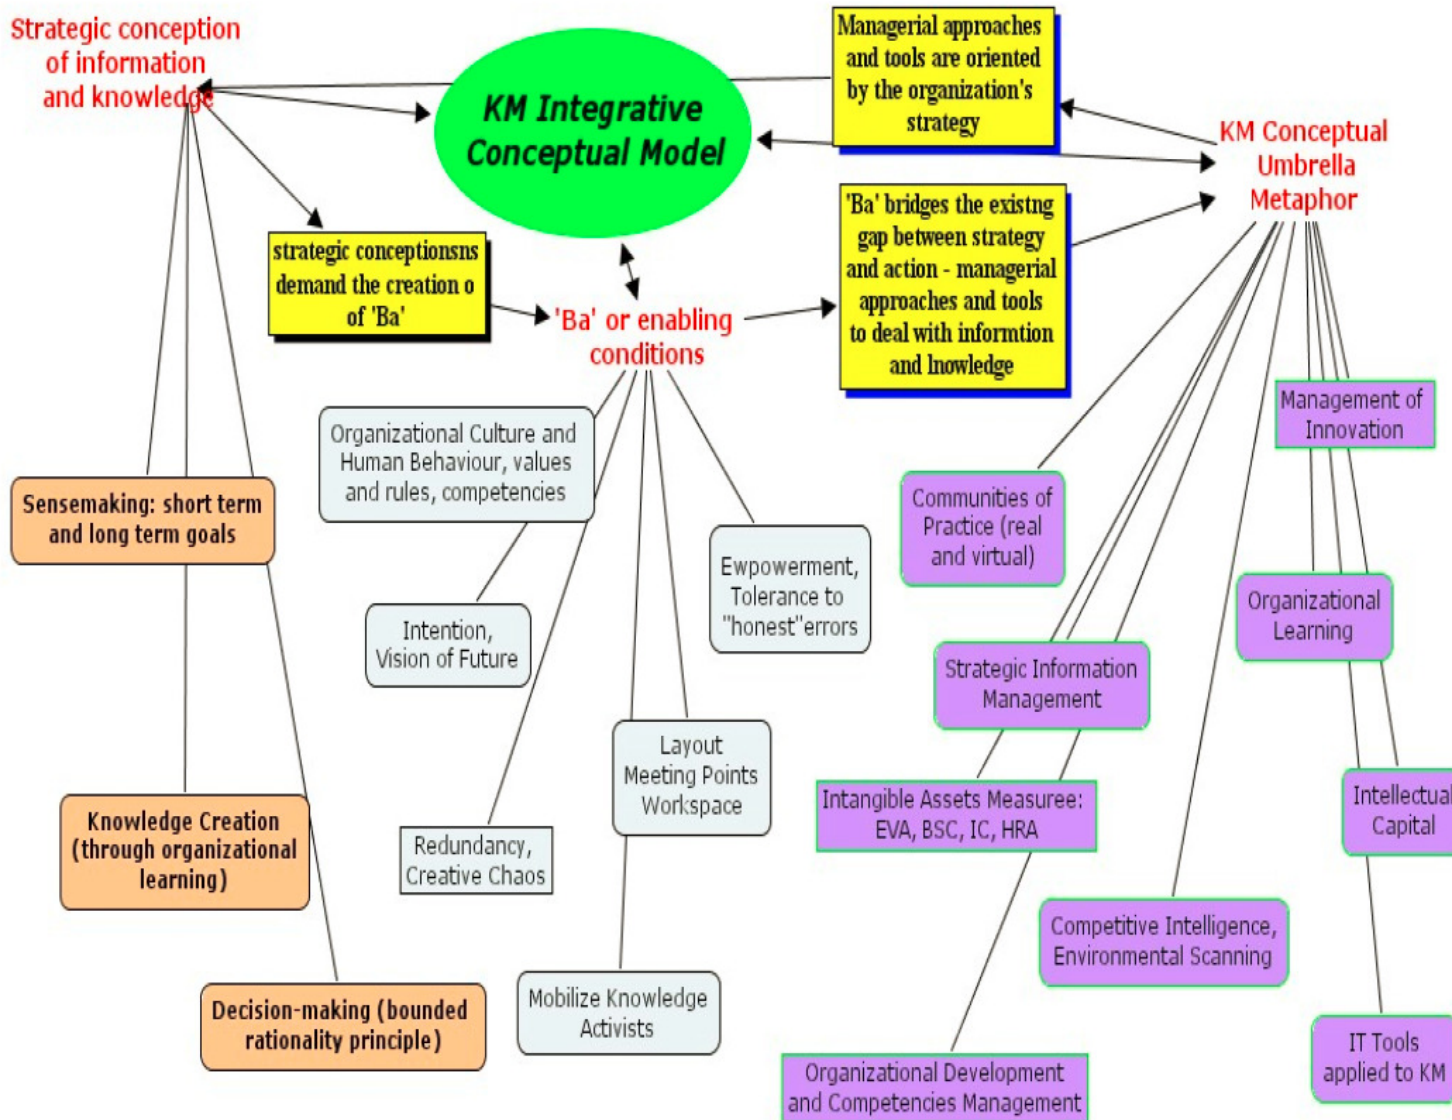 Strategic conception
of information
and knowledge
KM Integrative
Conceptual Model
Managerial approaches
and tools are oriented
by the organization's
strategy
KM Conceptual
Umbrella
Metaphor
strategic conceptionsns
demand the creation o
of 'Ba'
'Ba' or enabling
conditions
'Ba' bridges the existng
gap between strategy
and action - managerial
approaches and tools
to deal with informtion
and lnowledge
Sensemaking: short term
and long term goals
Knowledge Creation
(through organizational
learning)
Decision-making (bounded
rationality principle)
Organizational Culture and
Human Behaviour, values
and rules, competencies
Intention,
Vision of Future
Redundancy,
Creative Chaos
Mobilize Knowledge
Activists
Layout
Meeting Points
Workspace
Ewpowerment,
Tolerance to
"honest"errors
Communities of
Practice (real
and virtual)
Strategic Information
Management
Intangible Assets Measuree:
EVA, BSC, IC, HRA
Organizational Development
and Competencies Management
Competitive Intelligence,
Environmental Scanning
Organizational
Learning
Management of
Innovation
Intellectual
Capital
IT Tools
applied to KM